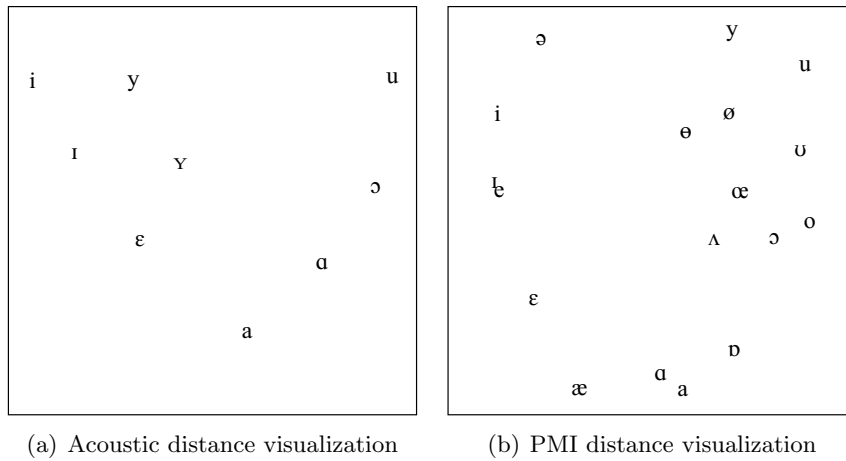 i y u
ɪ ʏ
ɔ
ɛ
ɑ
a
(a) Acoustic distance visualization
ə y
u
i ø
ɵ
ʊ
ɪ
e œ
o
ʌ ɔ
ɛ
ɒ
ɑ
æ a
(b) PMI distance visualization